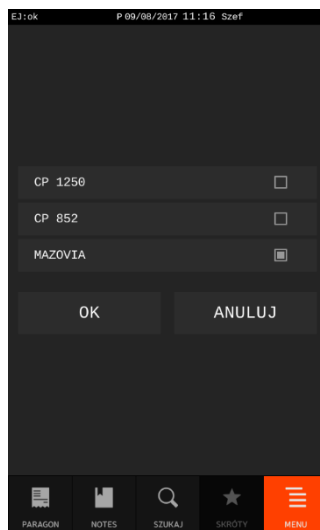 EJ:ok P 09/08/2017 11:16 Szef
CP 1250
CP 852
MAZOVIA
OK ANULUJ
PARAGON NOTES SZUKAJ SKRÓTY MENU